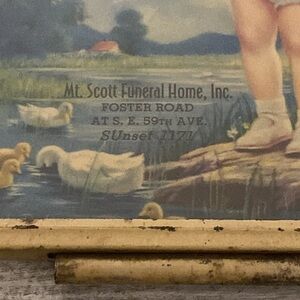 Mt. Scott Funeral Home, Inc.
FOSTER ROAD
AT S. E. 59TH AVE.
SUnset 1171